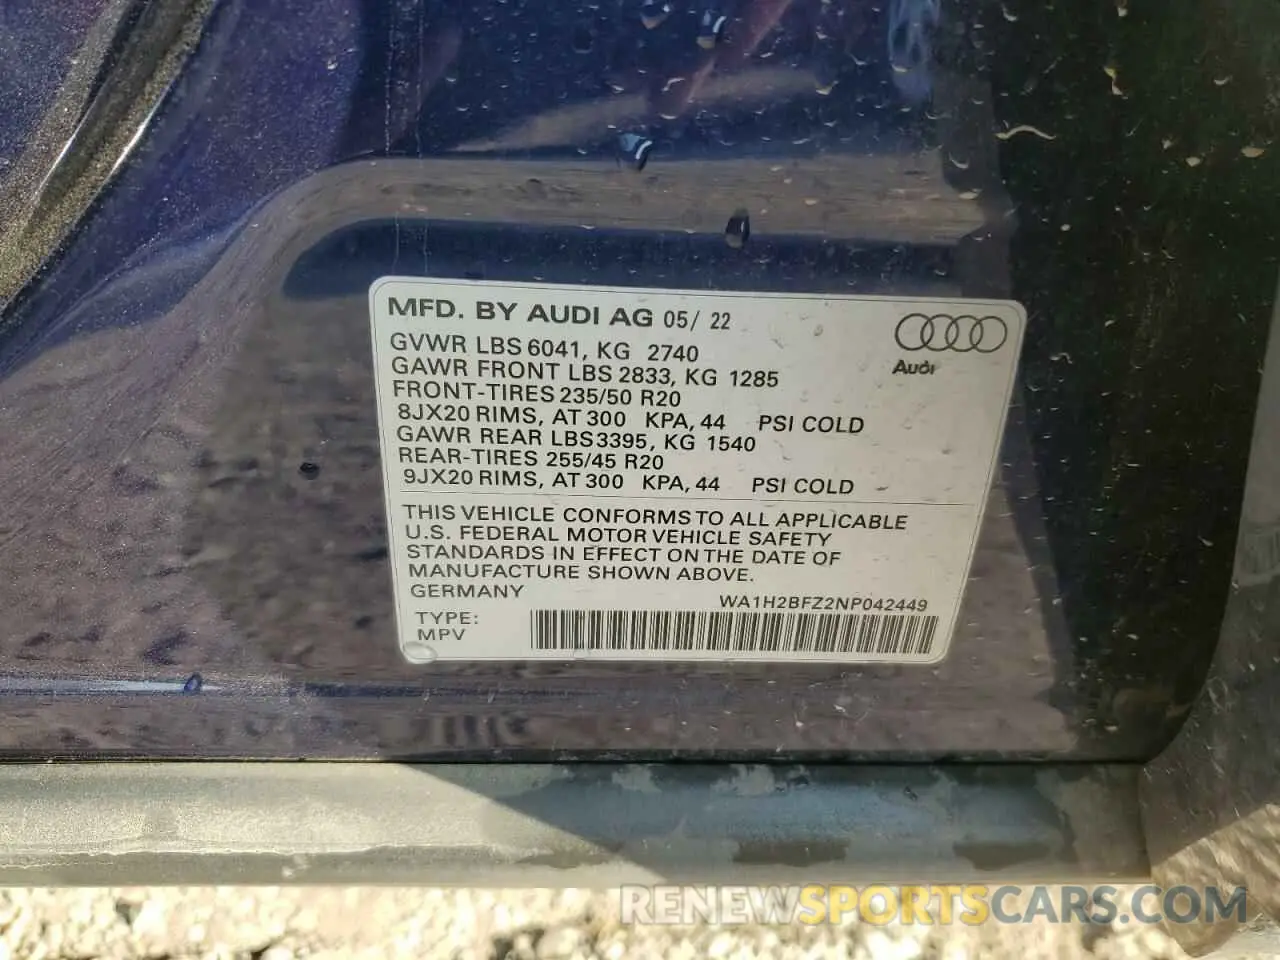 MFD. BY AUDI AG 05/ 22
GVWR LBS 6041, KG 2740
GAWR FRONT LBS 2833, KG 1285
FRONT-TIRES 235/50 R20
8JX20 RIMS, AT 300 KPA, 44 PSI COLD
GAWR REAR LBS3395, KG 1540
REAR-TIRES 255/45 R20
9JX20 RIMS, AT 300 KPA, 44 PSI COLD
Audi
THIS VEHICLE CONFORMS TO ALL APPLICABLE
U.S. FEDERAL MOTOR VEHICLE SAFETY
STANDARDS IN EFFECT ON THE DATE OF
MANUFACTURE SHOWN ABOVE.
GERMANY
WA1H2BFZ2NP042449
TYPE:
MPV
RENEWSPORTSCARS.COM